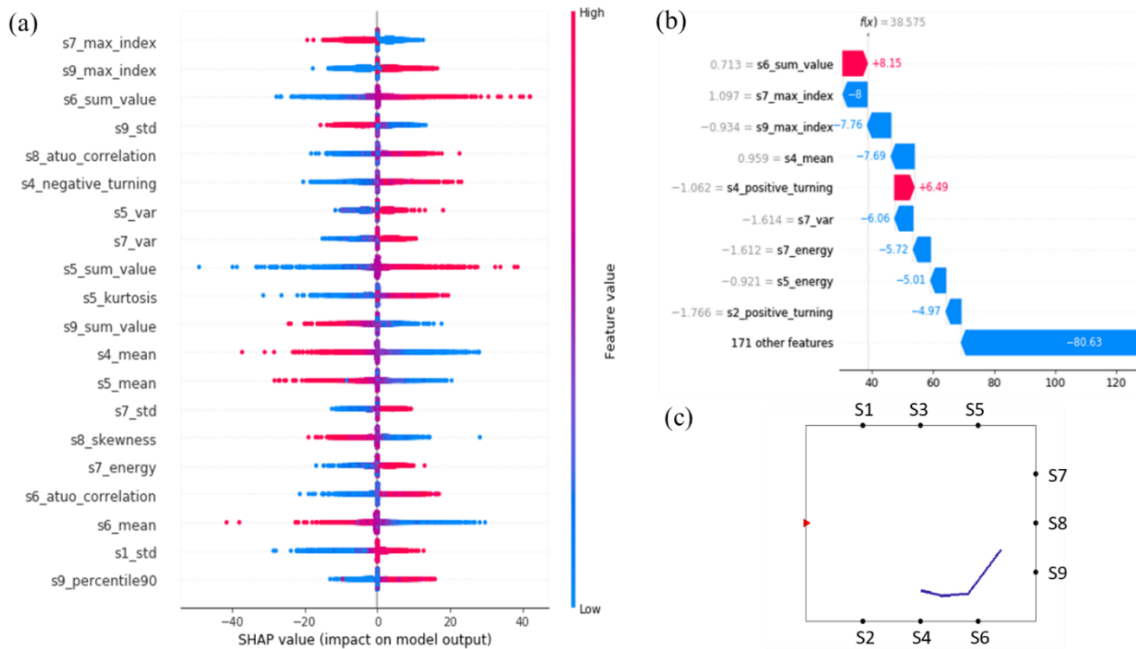 (a)
s7_max_index
s9_max_index
s6_sum_value
s9_std
s8_atuo_correlation
s4_negative_turning
s5_var
s7_var
s5_sum_value
s5_kurtosis
s9_sum_value
s4_mean
s5_mean
s7_std
s8_skewness
s7_energy
s6_atuo_correlation
s6_mean
s1_std
s9_percentile90
−40 −20 0 20 40
SHAP value (impact on model output)
High
Feature value
Low
(b)
f(x) = 38.575
0.713 = s6_sum_value +8.15
1.097 = s7_max_index −8
−0.934 = s9_max_index −7.76
0.959 = s4_mean −7.69
−1.062 = s4_positive_turning +6.49
−1.614 = s7_var −6.06
−1.612 = s7_energy −5.72
−0.921 = s5_energy −5.01
−1.766 = s2_positive_turning −4.97
171 other features −80.63
40 60 80 100 120
(c)
S1 S3 S5
S7
S8
S9
S2 S4 S6